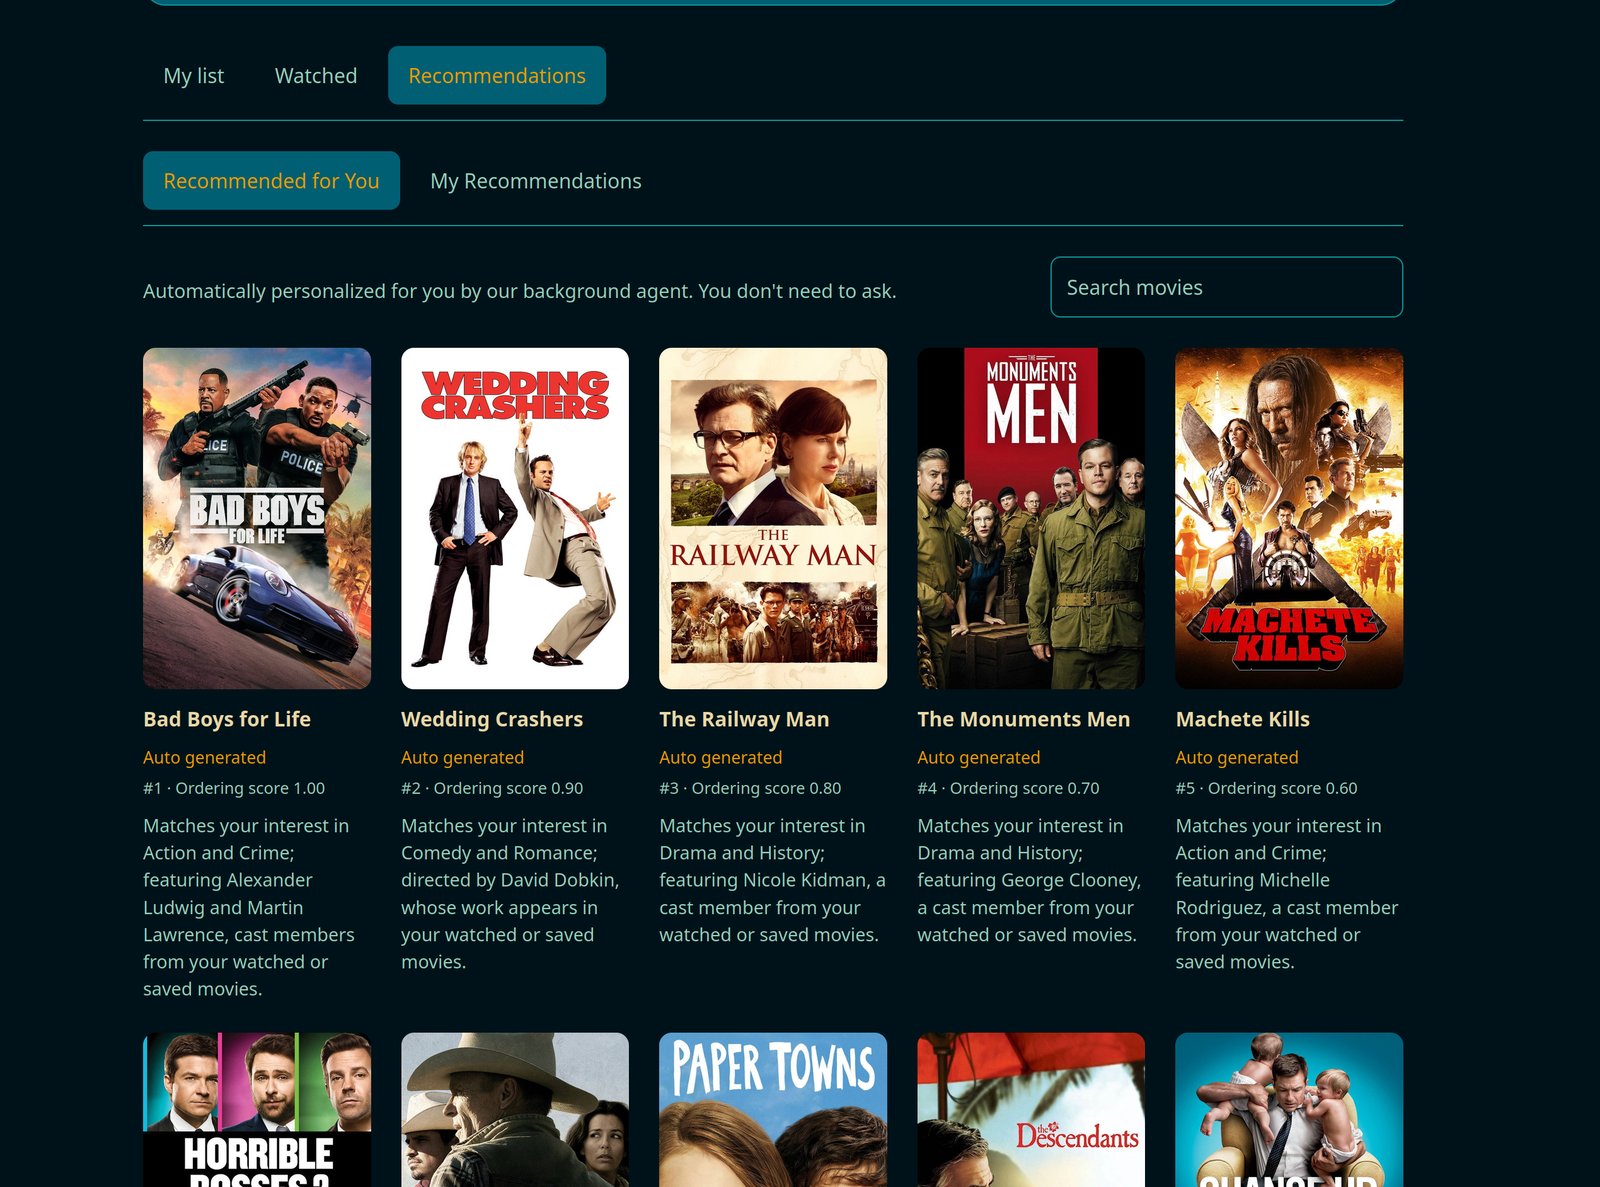 My list Watched Recommendations
Recommended for You My Recommendations
Automatically personalized for you by our background agent. You don't need to ask.
Search movies
POLICE
BAD BOYS
FOR LIFE
WEDDING
CRASHERS
THE
RAILWAY MAN
THE
MONUMENTS
MEN
MACHETE
KILLS
Bad Boys for Life
Auto generated
#1 · Ordering score 1.00
Matches your interest in
Action and Crime;
featuring Alexander
Ludwig and Martin
Lawrence, cast members
from your watched or
saved movies.
Wedding Crashers
Auto generated
#2 · Ordering score 0.90
Matches your interest in
Comedy and Romance;
directed by David Dobkin,
whose work appears in
your watched or saved
movies.
The Railway Man
Auto generated
#3 · Ordering score 0.80
Matches your interest in
Drama and History;
featuring Nicole Kidman, a
cast member from your
watched or saved movies.
The Monuments Men
Auto generated
#4 · Ordering score 0.70
Matches your interest in
Drama and History;
featuring George Clooney,
a cast member from your
watched or saved movies.
Machete Kills
Auto generated
#5 · Ordering score 0.60
Matches your interest in
Action and Crime;
featuring Michelle
Rodriguez, a cast member
from your watched or
saved movies.
HORRIBLE
BOSSES 2
PAPER TOWNS
the
Descendants
CHANGE-UP